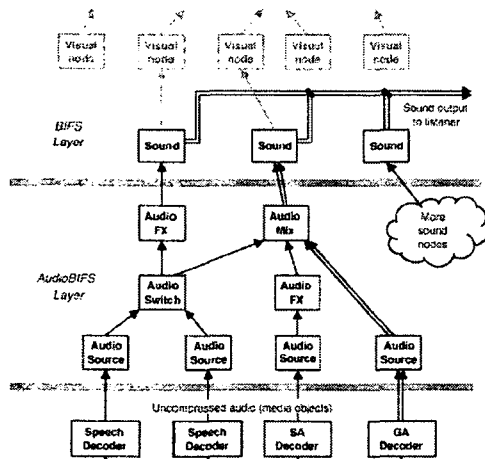 Visual node
Visual node
Visual node
Visual node
Visual node
BIFS Layer
Sound output to listener
Sound
Sound
Sound
Audio FX
Audio Mix
More sound nodes
AudioBIFS Layer
Audio Switch
Audio FX
Audio Source
Audio Source
Audio Source
Audio Source
Uncompressed audio (media objects)
Speech Decoder
Speech Decoder
SA Decoder
GA Decoder